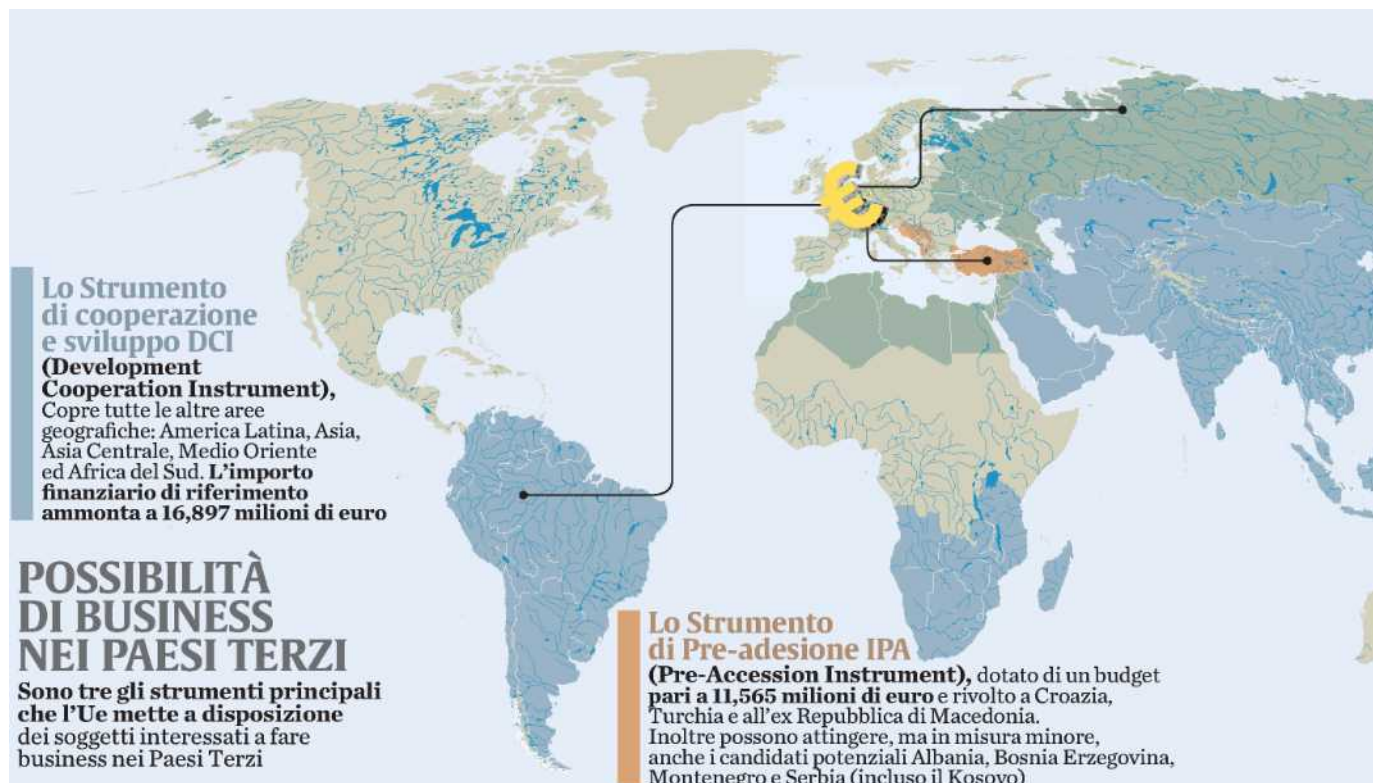 Lo Strumento
di cooperazione
e sviluppo DCI
(Development
Cooperation Instrument),
Copre tutte le altre aree
geografiche: America Latina, Asia,
Asia Centrale, Medio Oriente
ed Africa del Sud. L'importo
finanziario di riferimento
ammonta a 16,897 milioni di euro
POSSIBILITÀ
DI BUSINESS
NEI PAESI TERZI
Sono tre gli strumenti principali
che l'Ue mette a disposizione
dei soggetti interessati a fare
business nei Paesi Terzi
€
Lo Strumento
di Pre-adesione IPA
(Pre-Accession Instrument), dotato di un budget
pari a 11,565 milioni di euro e rivolto a Croazia,
Turchia e all'ex Repubblica di Macedonia.
Inoltre possono attingere, ma in misura minore,
anche i candidati potenziali Albania, Bosnia Erzegovina,
Montenegro e Serbia (incluso il Kosovo)